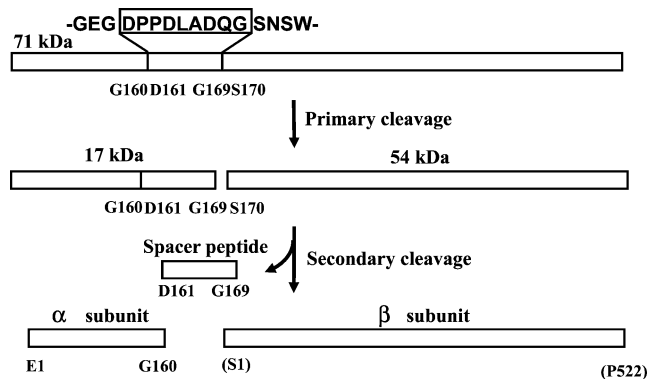 -GEG DPPDLADQG SNSW-
71 kDa
G160 D161 G169 S170
Primary cleavage
17 kDa 54 kDa
G160 D161 G169 S170
Spacer peptide
Secondary cleavage
D161 G169
α subunit β subunit
E1 G160 (S1) (P522)